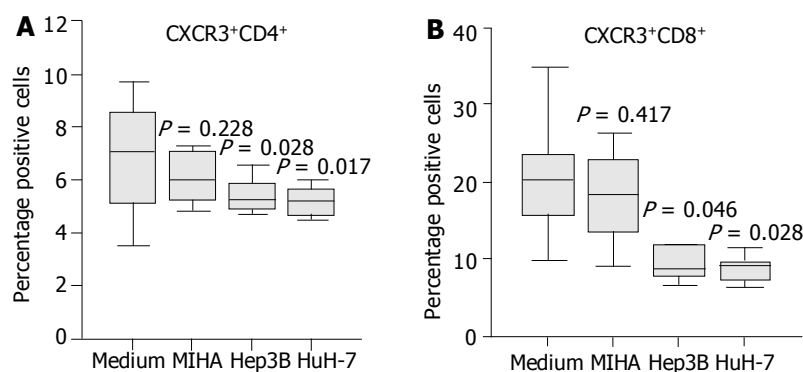 A
CXCR3⁺CD4⁺
Percentage positive cells
12
10
8
6
4
2
0
P = 0.228
P = 0.028
P = 0.017
Medium MIHA Hep3B HuH-7
B
CXCR3⁺CD8⁺
Percentage positive cells
40
30
20
10
0
P = 0.417
P = 0.046
P = 0.028
Medium MIHA Hep3B HuH-7